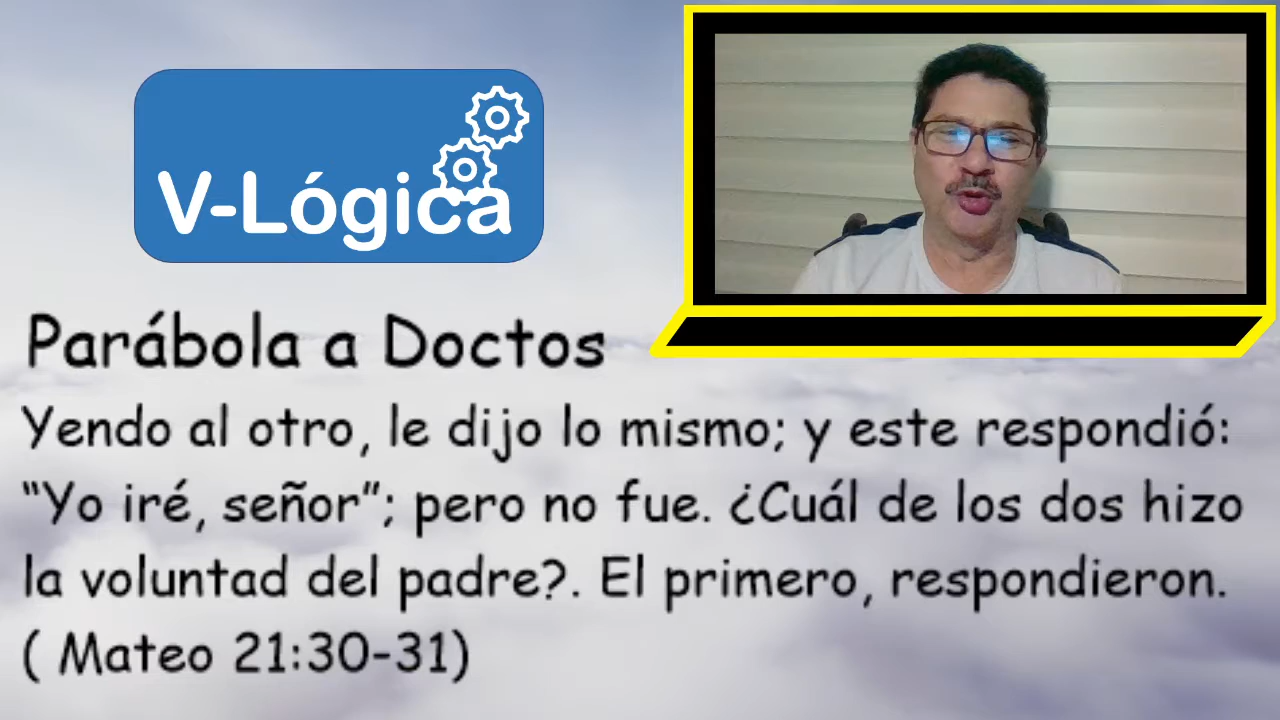 V-Lógica
Parábola a Doctos
Yendo al otro, le dijo lo mismo; y este respondió:
“Yo iré, señor”; pero no fue. ¿Cuál de los dos hizo
la voluntad del padre?. El primero, respondieron.
( Mateo 21:30-31)